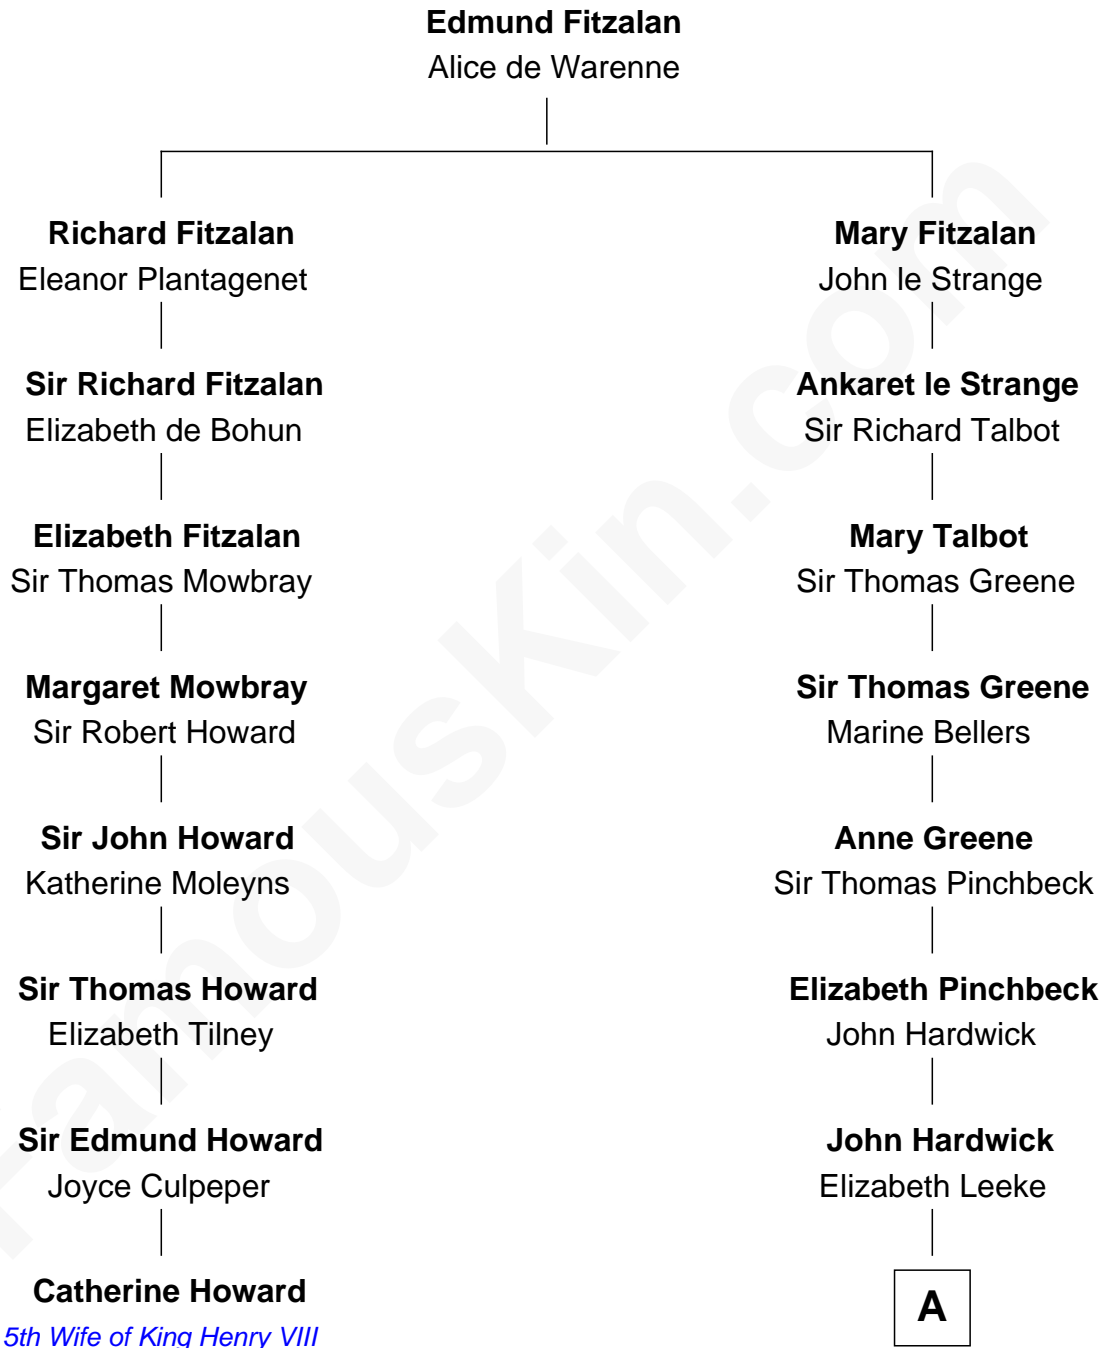 Edmund Fitzalan
Alice de Warenne
Richard Fitzalan
Eleanor Plantagenet
Mary Fitzalan
John le Strange
Sir Richard Fitzalan
Elizabeth de Bohun
Ankaret le Strange
Sir Richard Talbot
Elizabeth Fitzalan
Sir Thomas Mowbray
Mary Talbot
Sir Thomas Greene
Margaret Mowbray
Sir Robert Howard
Sir Thomas Greene
Marine Bellers
Sir John Howard
Katherine Moleyns
Anne Greene
Sir Thomas Pinchbeck
Sir Thomas Howard
Elizabeth Tilney
Elizabeth Pinchbeck
John Hardwick
Sir Edmund Howard
Joyce Culpeper
John Hardwick
Elizabeth Leeke
Catherine Howard
5th Wife of King Henry VIII
A
FamousKin.com